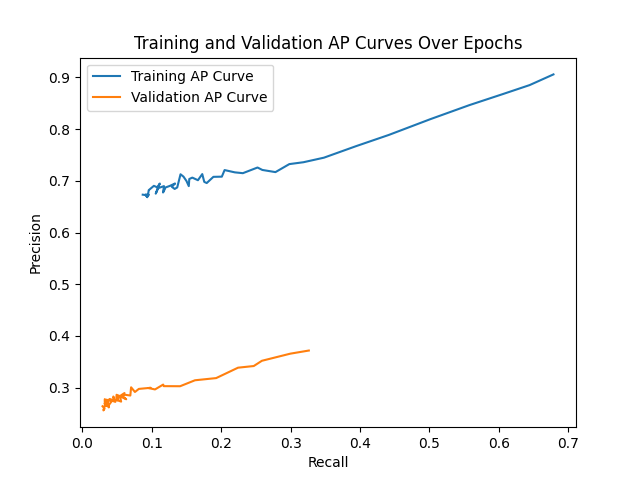 Training and Validation AP Curves Over Epochs
Training AP Curve
Validation AP Curve
0.9
0.8
0.7
0.6
0.5
0.4
0.3
Precision
0.0 0.1 0.2 0.3 0.4 0.5 0.6 0.7
Recall